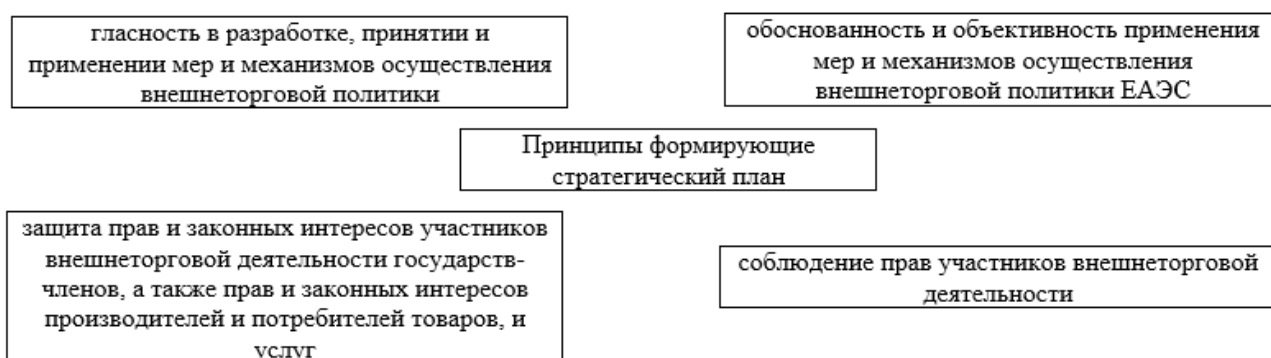 гласность в разработке, принятии и
применении мер и механизмов осуществления
внешнеторговой политики
обоснованность и объективность применения
мер и механизмов осуществления
внешнеторговой политики ЕАЭС
Принципы формирующие
стратегический план
защита прав и законных интересов участников
внешнеторговой деятельности государств-
членов, а также прав и законных интересов
производителей и потребителей товаров, и
услуг
соблюдение прав участников внешнеторговой
деятельности